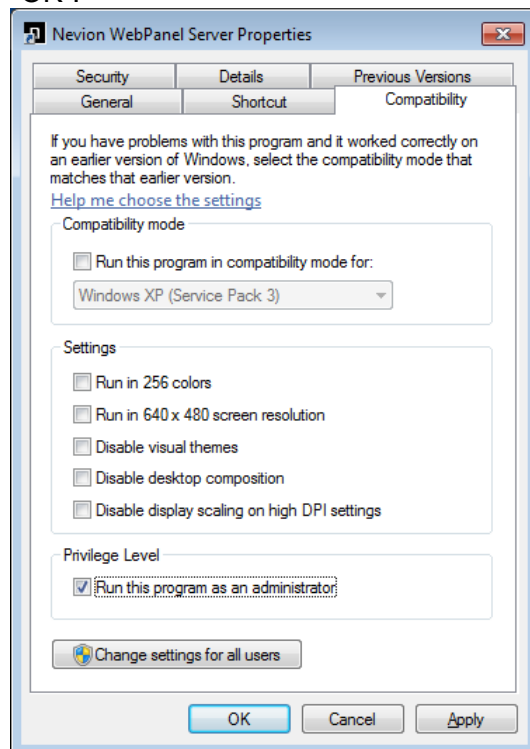 OK .
Nevion WebPanel Server Properties
Security Details Previous Versions
General Shortcut Compatibility
If you have problems with this program and it worked correctly on
an earlier version of Windows, select the compatibility mode that
matches that earlier version.
Help me choose the settings
Compatibility mode
Run this program in compatibility mode for:
Windows XP (Service Pack 3)
Settings
Run in 256 colors
Run in 640 x 480 screen resolution
Disable visual themes
Disable desktop composition
Disable display scaling on high DPI settings
Privilege Level
Run this program as an administrator
Change settings for all users
OK Cancel Apply